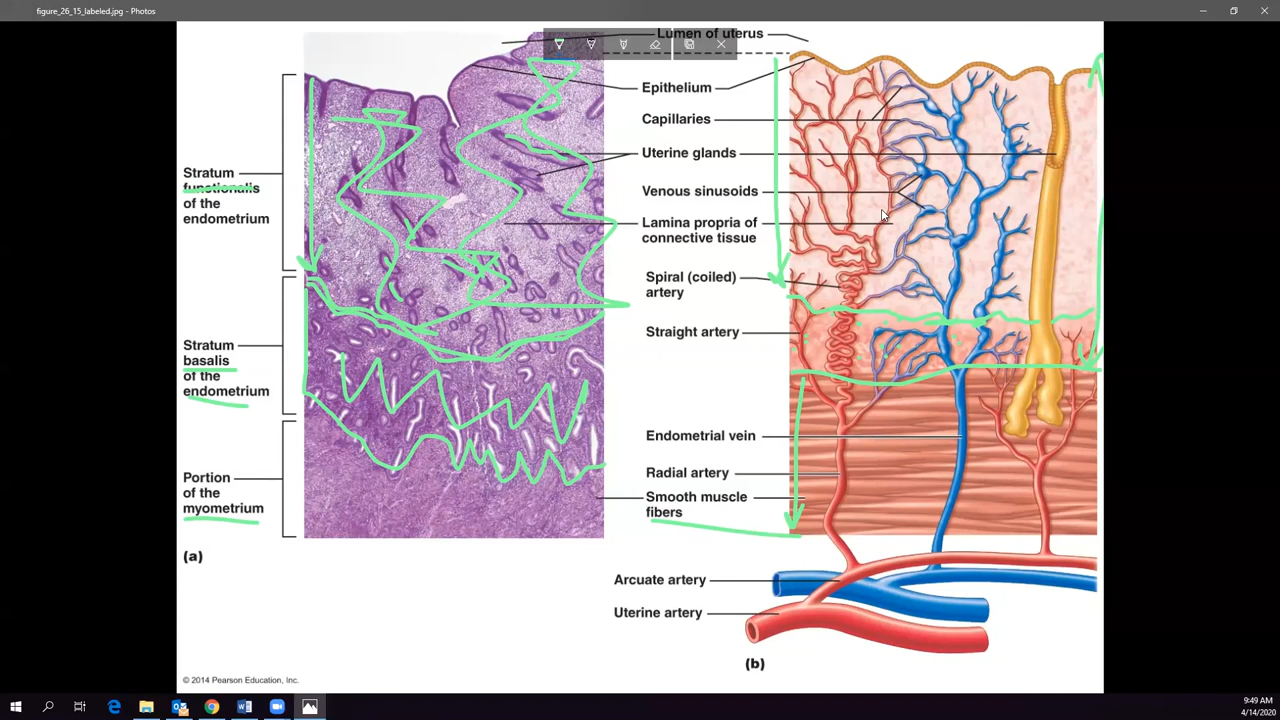 figure_26_15_labeled.jpg - Photos
Lumen of uterus
Epithelium
Capillaries
Uterine glands
Venous sinusoids
Lamina propria of
connective tissue
Spiral (coiled)
artery
Straight artery
Endometrial vein
Radial artery
Smooth muscle
fibers
Arcuate artery
Uterine artery
Stratum
functionalis
of the
endometrium
Stratum
basalis
of the
endometrium
Portion
of the
myometrium
(a)
(b)
© 2014 Pearson Education, Inc.
9:49 AM
4/14/2020